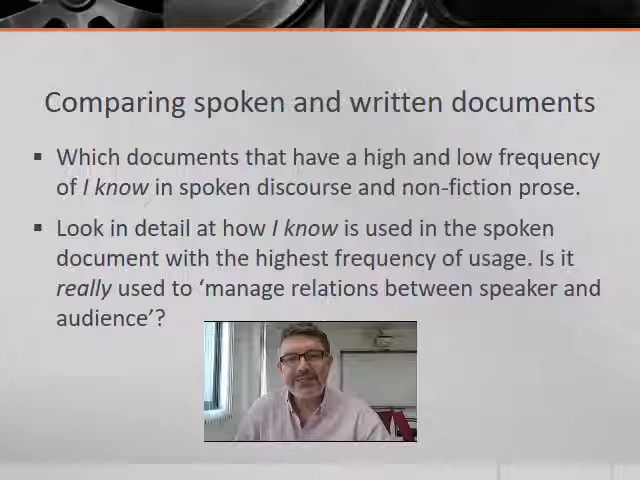 Comparing spoken and written documents
▪ Which documents that have a high and low frequency
of I know in spoken discourse and non-fiction prose.
▪ Look in detail at how I know is used in the spoken
document with the highest frequency of usage. Is it
really used to ‘manage relations between speaker and
audience’?